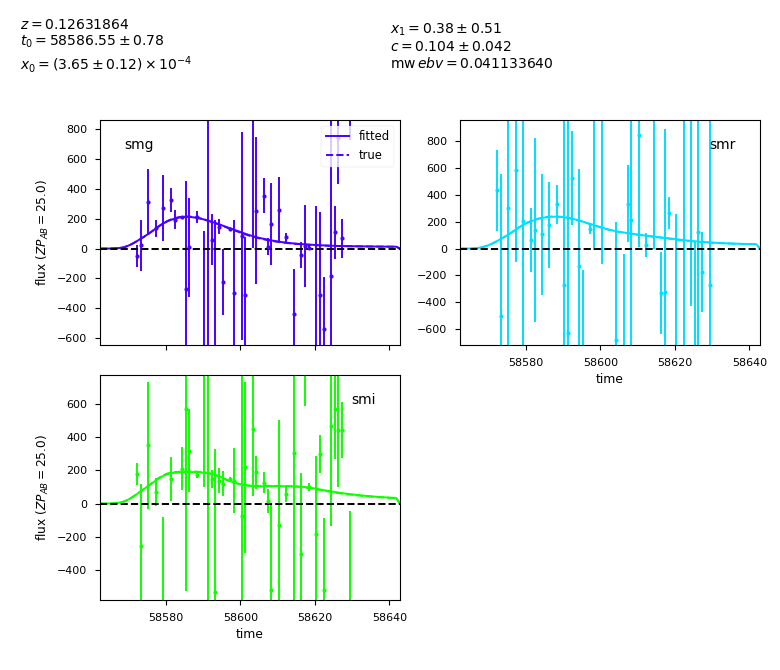 z = 0.12631864
t₀ = 58586.55 ± 0.78
x₀ = (3.65 ± 0.12) × 10⁻⁴
x₁ = 0.38 ± 0.51
c = 0.104 ± 0.042
mw ebv = 0.041133640
smg
fitted
true
800
600
400
200
0
−200
−400
−600
flux (ZP_AB = 25.0)
smr
800
600
400
200
0
−200
−400
−600
58580
58600
58620
58640
time
smi
600
400
200
0
−200
−400
flux (ZP_AB = 25.0)
58580
58600
58620
58640
time